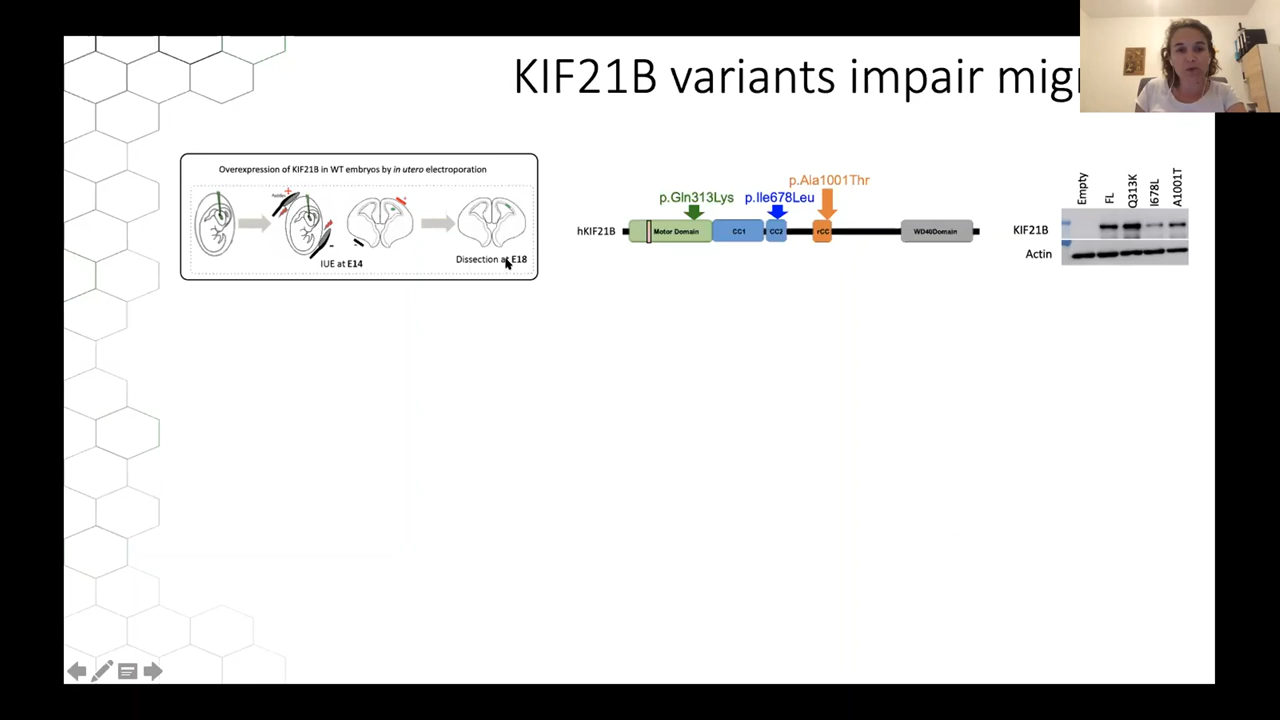 KIF21B variants impair mig
Overexpression of KIF21B in WT embryos by in utero electroporation
IUE at E14
Dissection at E18
p.Ala1001Thr
p.Gln313Lys
p.Ile678Leu
hKIF21B
Motor Domain
CC1
CC2
rCC
WD40Domain
Empty
FL
Q313K
I678L
A1001T
KIF21B
Actin